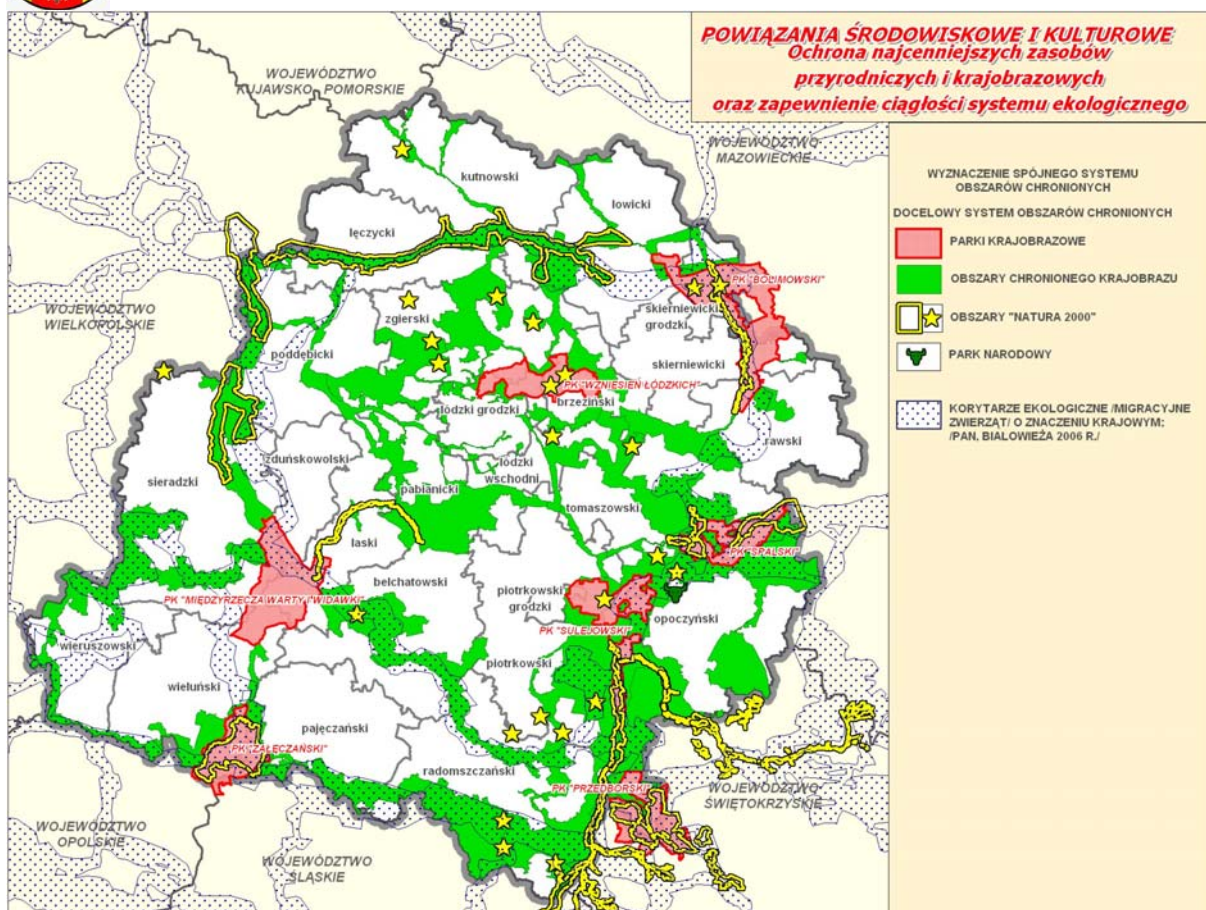 POWIĄZANIA ŚRODOWISKOWE I KULTUROWE
Ochrona najcenniejszych zasobów
przyrodniczych i krajobrazowych
oraz zapewnienie ciągłości systemu ekologicznego
WYZNACZENIE SPÓJNEGO SYSTEMU
OBSZARÓW CHRONIONYCH
DOCELOWY SYSTEM OBSZARÓW CHRONIONYCH
PARKI KRAJOBRAZOWE
OBSZARY CHRONIONEGO KRAJOBRAZU
OBSZARY "NATURA 2000"
PARK NARODOWY
KORYTARZE EKOLOGICZNE /MIGRACYJNE
ZWIERZĄT/ O ZNACZENIU KRAJOWYM;
/PAN, BIAŁOWIEŻA 2006 R./
WOJEWÓDZTWO
KUJAWSKO - POMORSKIE
WOJEWÓDZTWO
MAZOWIECKIE
kutnowski
łowicki
łęczycki
PK "BOLIMOWSKI"
WOJEWÓDZTWO
WIELKOPOLSKIE
zgierski
skierniewicki
grodzki
poddębicki
skierniewicki
PK "WZNIESIEŃ ŁÓDZKICH"
łódzki grodzki
brzeziński
rawski
zduńskowolski
łódzki
wschodni
sieradzki
pabianicki
tomaszowski
łaski
PK "SPALSKI"
bełchatowski
piotrkowski
grodzki
PK "MIĘDZYRZECZA WARTY I WIDAWKI"
opoczyński
PK "SULEJOWSKI"
wieruszowski
wieluński
piotrkowski
pajęczański
PK "ZAŁĘCZAŃSKI"
radomszczański
PK "PRZEDBORSKI"
WOJEWÓDZTWO
ŚWIĘTOKRZYSKIE
WOJEWÓDZTWO
OPOLSKIE
WOJEWÓDZTWO
ŚLĄSKIE